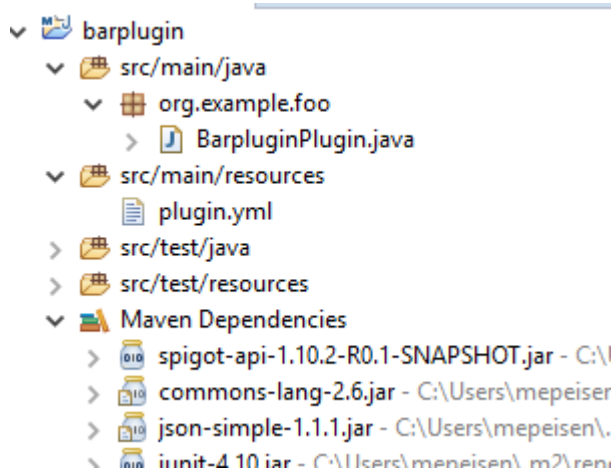 barplugin
src/main/java
org.example.foo
BarpluginPlugin.java
src/main/resources
plugin.yml
src/test/java
src/test/resources
Maven Dependencies
spigot-api-1.10.2-R0.1-SNAPSHOT.jar - C:\U
commons-lang-2.6.jar - C:\Users\mepeisen
json-simple-1.1.1.jar - C:\Users\mepeisen\.
junit-4.10.jar - C:\Users\mepeisen\.m2\repo